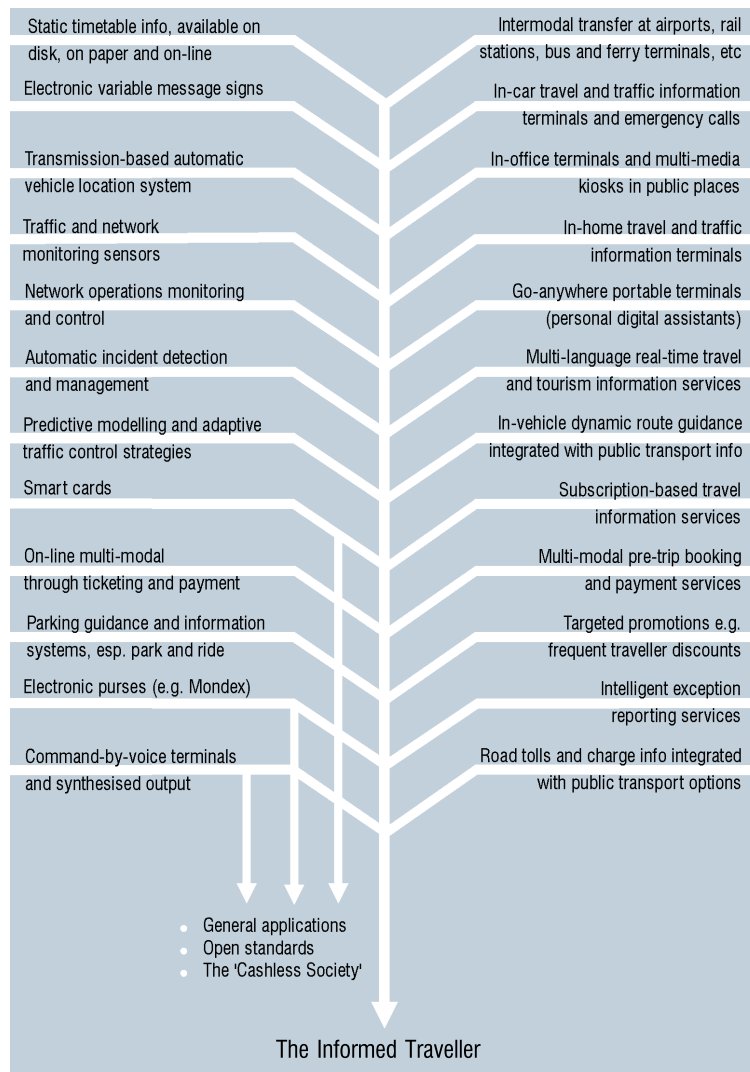 Static timetable info, available on
disk, on paper and on-line
Electronic variable message signs
Transmission-based automatic
vehicle location system
Traffic and network
monitoring sensors
Network operations monitoring
and control
Automatic incident detection
and management
Predictive modelling and adaptive
traffic control strategies
Smart cards
On-line multi-modal
through ticketing and payment
Parking guidance and information
systems, esp. park and ride
Electronic purses (e.g. Mondex)
Command-by-voice terminals
and synthesised output
Intermodal transfer at airports, rail
stations, bus and ferry terminals, etc
In-car travel and traffic information
terminals and emergency calls
In-office terminals and multi-media
kiosks in public places
In-home travel and traffic
information terminals
Go-anywhere portable terminals
(personal digital assistants)
Multi-language real-time travel
and tourism information services
In-vehicle dynamic route guidance
integrated with public transport info
Subscription-based travel
information services
Multi-modal pre-trip booking
and payment services
Targeted promotions e.g.
frequent traveller discounts
Intelligent exception
reporting services
Road tolls and charge info integrated
with public transport options
• General applications
• Open standards
• The 'Cashless Society'
The Informed Traveller